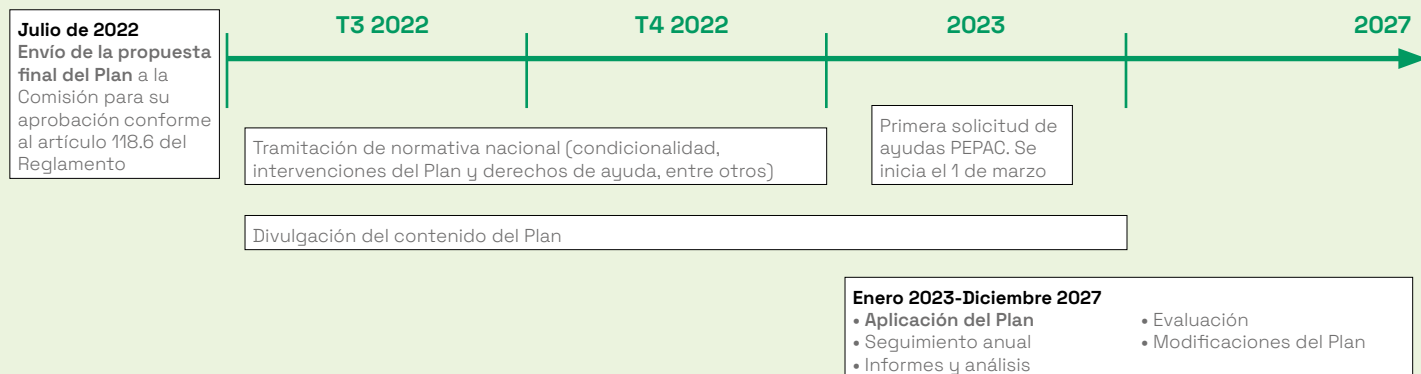 T3 2022
T4 2022
2023
2027
Julio de 2022
Envío de la propuesta
final del Plan a la
Comisión para su
aprobación conforme
al artículo 118.6 del
Reglamento
Tramitación de normativa nacional (condicionalidad,
intervenciones del Plan y derechos de ayuda, entre otros)
Primera solicitud de
ayudas PEPAC. Se
inicia el 1 de marzo
Divulgación del contenido del Plan
Enero 2023-Diciembre 2027
• Aplicación del Plan
• Seguimiento anual
• Informes y análisis
• Evaluación
• Modificaciones del Plan